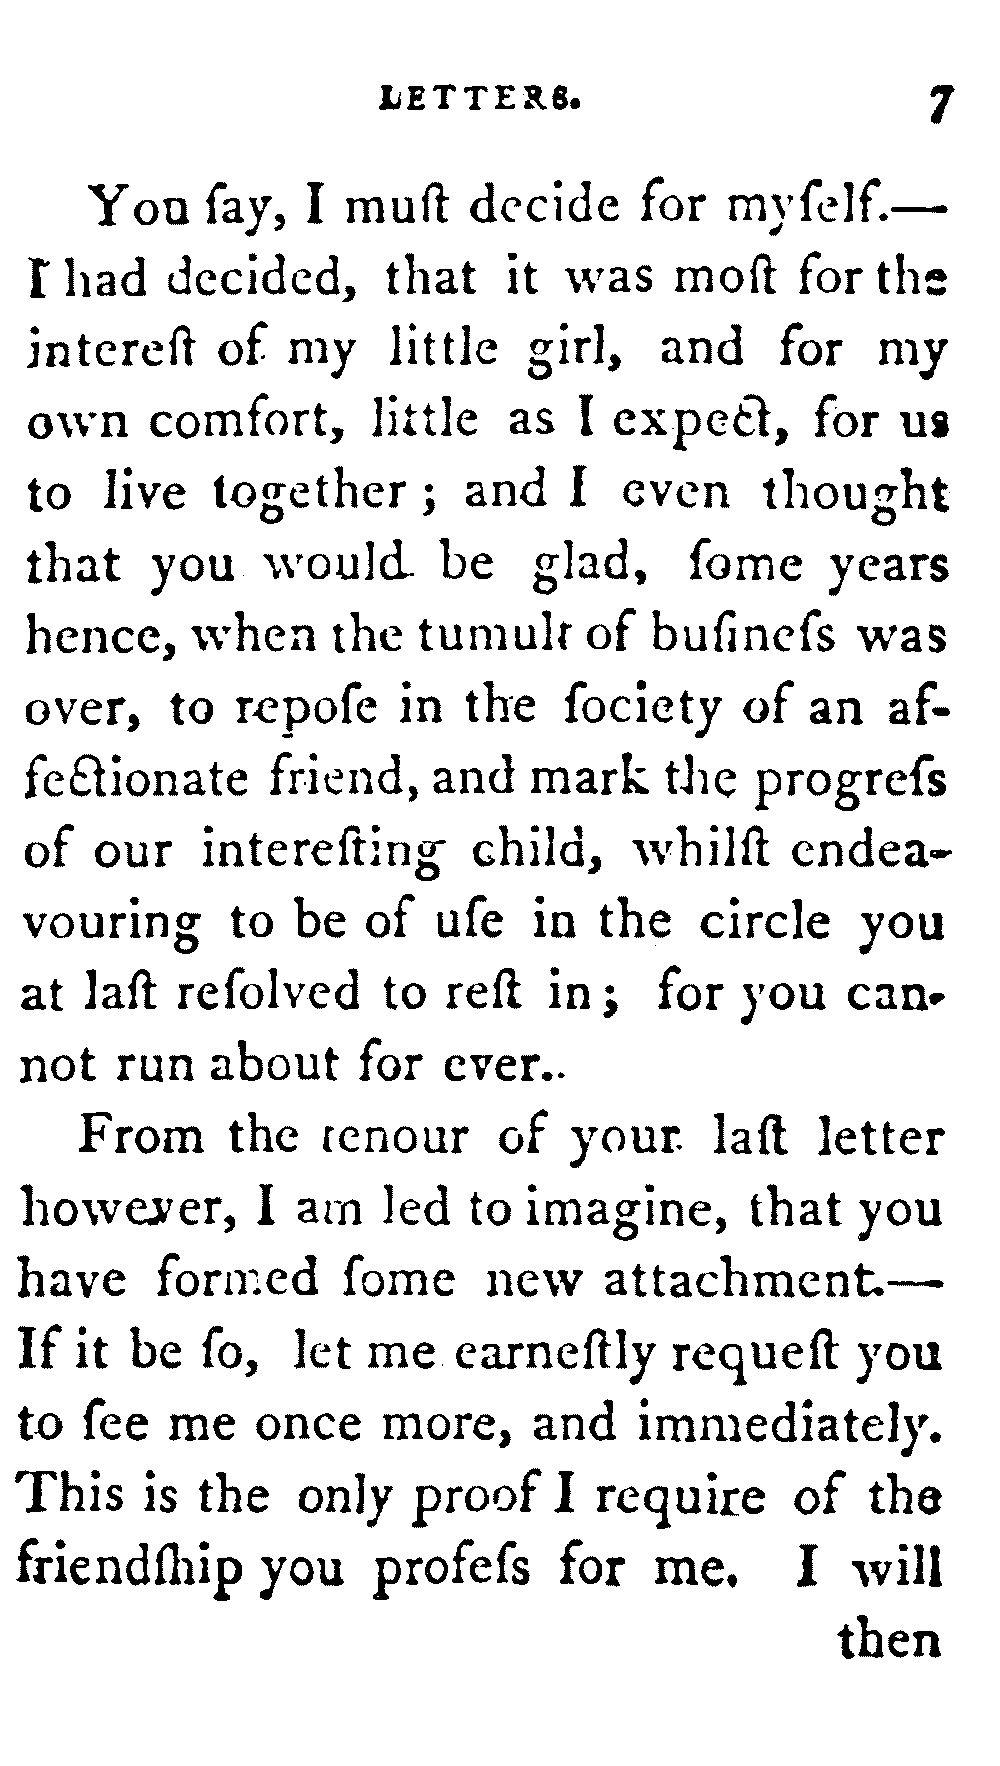 LETTERS. 7
You ſay, I muſt decide for myſelf.—
I had decided, that it was moſt for the
intereſt of my little girl, and for my
own comfort, little as I expect, for us
to live together; and I even thought
that you would be glad, ſome years
hence, when the tumult of buſineſs was
over, to repoſe in the ſociety of an af-
fectionate friend, and mark the progreſs
of our intereſting child, whilſt endea-
vouring to be of uſe in the circle you
at laſt reſolved to reſt in; for you can-
not run about for ever..
From the tenour of your laſt letter
however, I am led to imagine, that you
have formed ſome new attachment.—
If it be ſo, let me earneſtly requeſt you
to ſee me once more, and immediately.
This is the only proof I require of the
friendſhip you profeſs for me. I will
then